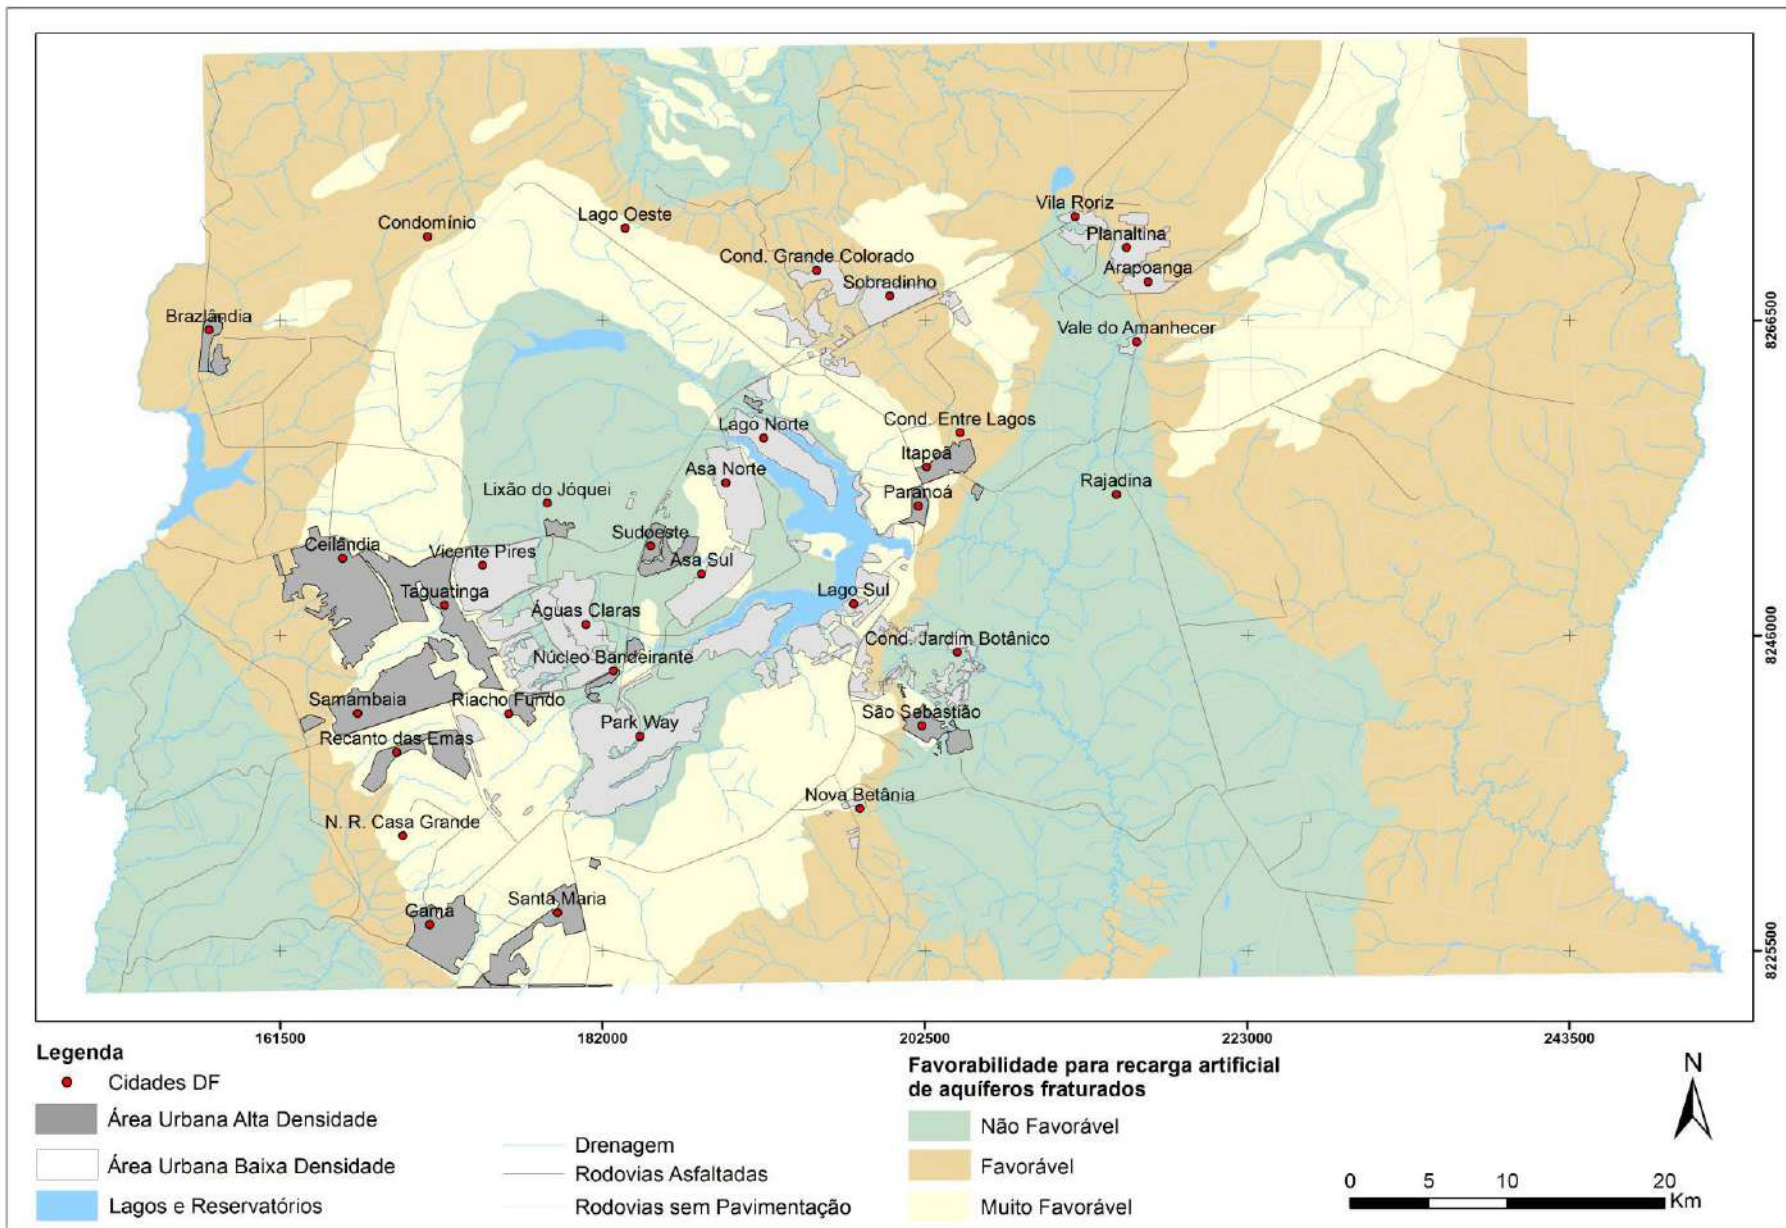 Condomínio
Lago Oeste
Vila Roriz
Planaltina
Cond. Grande Colorado
Arapoanga
Sobradinho
Brazlândia
Vale do Amanhecer
8266500
Lago Norte
Cond. Entre Lagos
Itapoã
Asa Norte
Rajadina
Lixão do Jóquei
Paranoá
Sudoeste
Ceilândia
Vicente Pires
Asa Sul
Taguatinga
Lago Sul
Águas Claras
Cond. Jardim Botânico
8246000
Núcleo Bandeirante
Samambaia
Riacho Fundo
São Sebastião
Park Way
Recanto das Emas
Nova Betânia
N. R. Casa Grande
Santa Maria
Gama
8225500
161500
182000
202500
223000
243500
Legenda
Cidades DF
Área Urbana Alta Densidade
Área Urbana Baixa Densidade
Lagos e Reservatórios
Drenagem
Rodovias Asfaltadas
Rodovias sem Pavimentação
Favorabilidade para recarga artificial
de aquíferos fraturados
Não Favorável
Favorável
Muito Favorável
N
0 5 10 20
Km